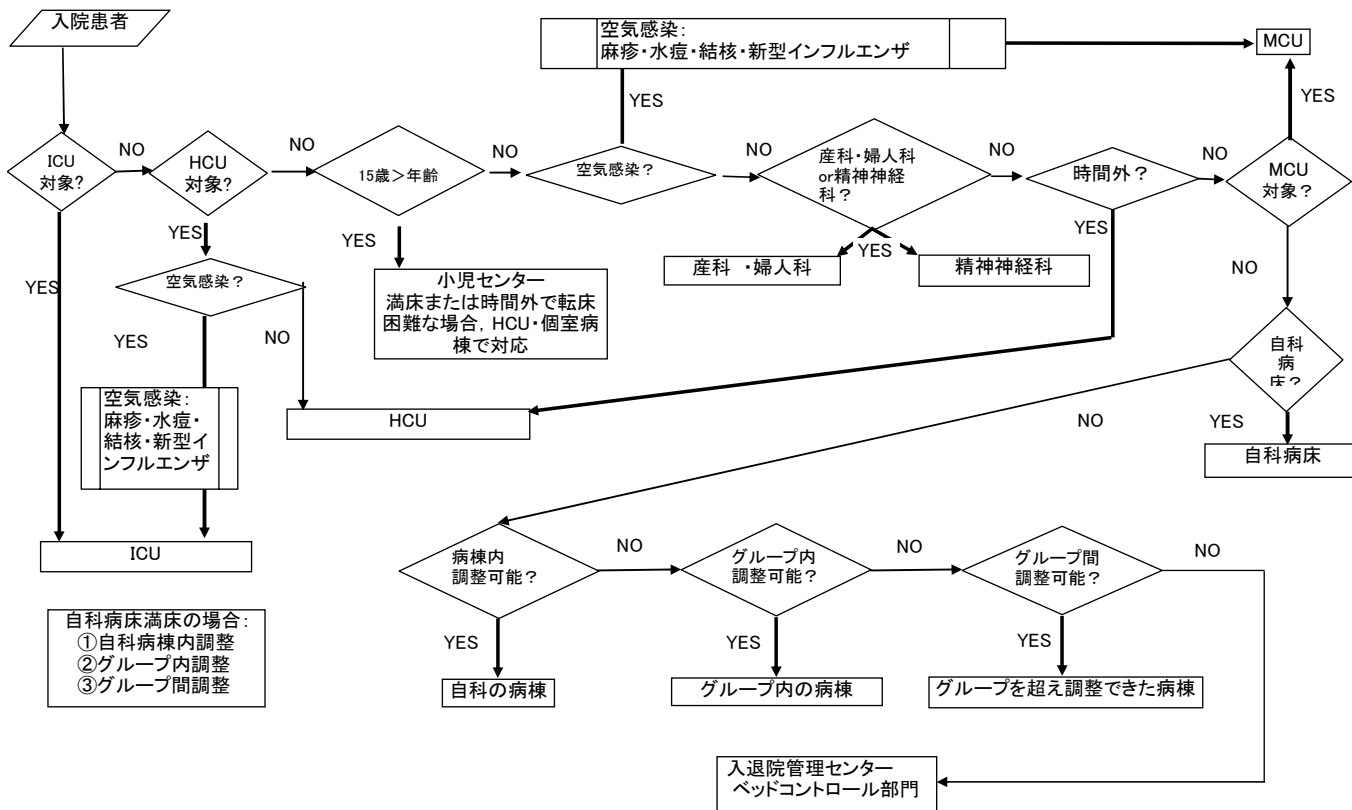 入院患者
空気感染:
麻疹・水痘・結核・新型インフルエンザ
MCU
YES
YES
ICU
対象?
NO
HCU
対象?
NO
15歳>年齢
NO
空気感染?
NO
産科・婦人科
or精神神経
科?
NO
時間外?
NO
MCU
対象?
YES
YES
YES
YES
YES
NO
産科 ・婦人科
精神神経科
空気感染?
小児センター
満床または時間外で転床
困難な場合, HCU・個室病
棟で対応
YES
NO
自科
病
床?
空気感染:
麻疹・水痘・
結核・新型イ
ンフルエンザ
HCU
NO
YES
自科病床
ICU
病棟内
調整可能?
NO
グループ内
調整可能?
NO
グループ間
調整可能?
NO
自科病床満床の場合:
①自科病棟内調整
②グループ内調整
③グループ間調整
YES
YES
YES
自科の病棟
グループ内の病棟
グループを超え調整できた病棟
入退院管理センター
ベッドコントロール部門